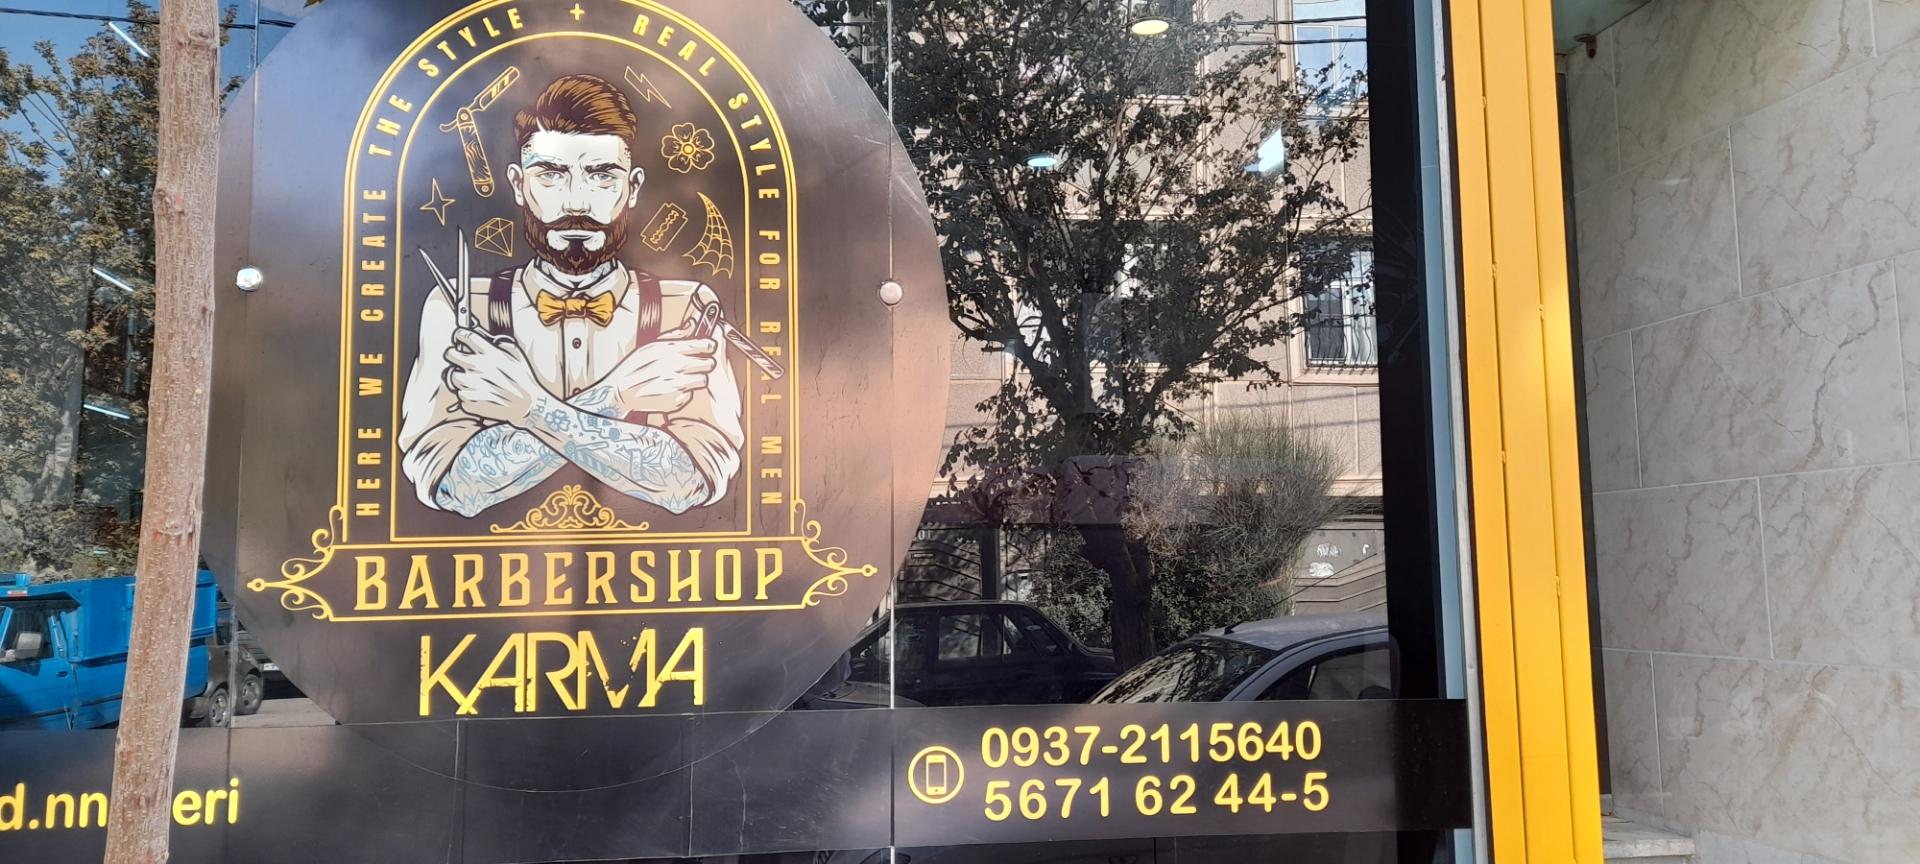 HERE WE CREATE THE STYLE + REAL STYLE FOR REAL MEN
BARBERSHOP
KARMA
0937-2115640
5671 62 44-5